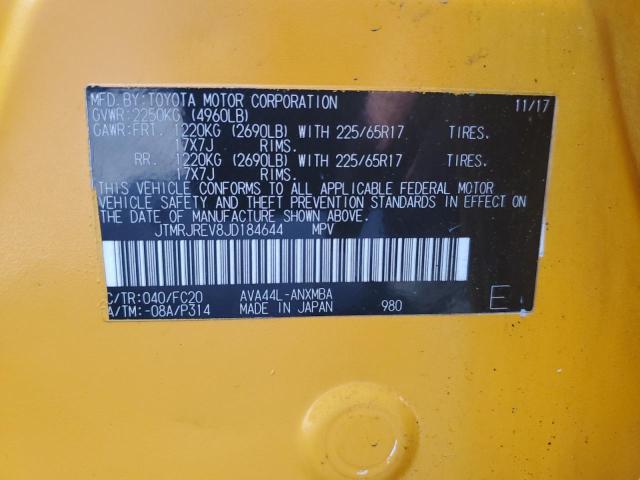 MFD.BY:TOYOTA MOTOR CORPORATION 11/17
GVWR:2250KG (4960LB)
GAWR:FRT. 1220KG (2690LB) WITH 225/65R17 TIRES.
17X7J RIMS.
RR. 1220KG (2690LB) WITH 225/65R17 TIRES.
17X7J RIMS.
THIS VEHICLE CONFORMS TO ALL APPLICABLE FEDERAL MOTOR
VEHICLE SAFETY AND THEFT PREVENTION STANDARDS IN EFFECT ON
THE DATE OF MANUFACTURE SHOWN ABOVE.
JTMRJREV8JD184644 MPV
C/TR:040/FC20 AVA44L-ANXMBA
A/TM:-08A/P314 MADE IN JAPAN 980 E